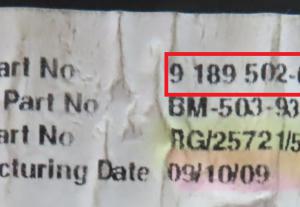 art No 9 189 502-
Part No BM-503-93
art No RG/25721/5
cturing Date 09/10/09